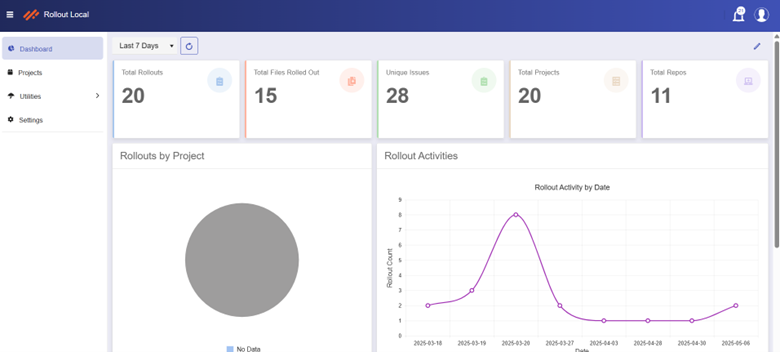 Rollout Local
Dashboard
Projects
Utilities
Settings
Last 7 Days
Total Rollouts
20
Total Files Rolled Out
15
Unique Issues
28
Total Projects
20
Total Repos
11
Rollouts by Project
No Data
Rollout Activities
Rollout Activity by Date
Rollout Count
9
8
7
6
5
4
3
2
1
0
2025-03-18
2025-03-19
2025-03-20
2025-03-27
2025-04-03
2025-04-28
2025-04-30
2025-05-06
Date